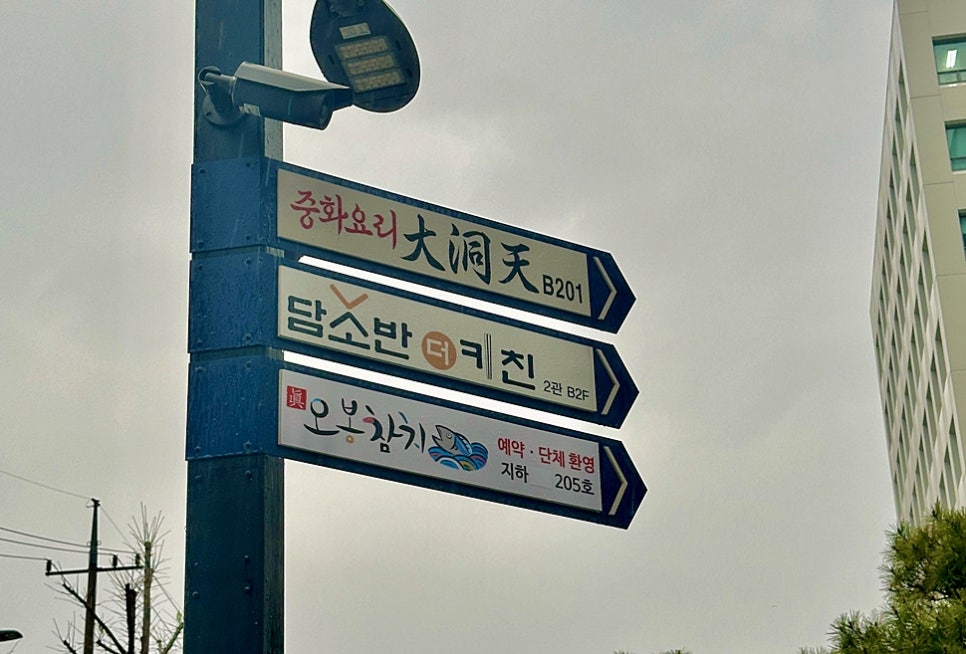 중화요리 大洞天 B201
담소반 더키친 2관 B2F
眞 오봉참치 예약·단체 환영
지하 205호